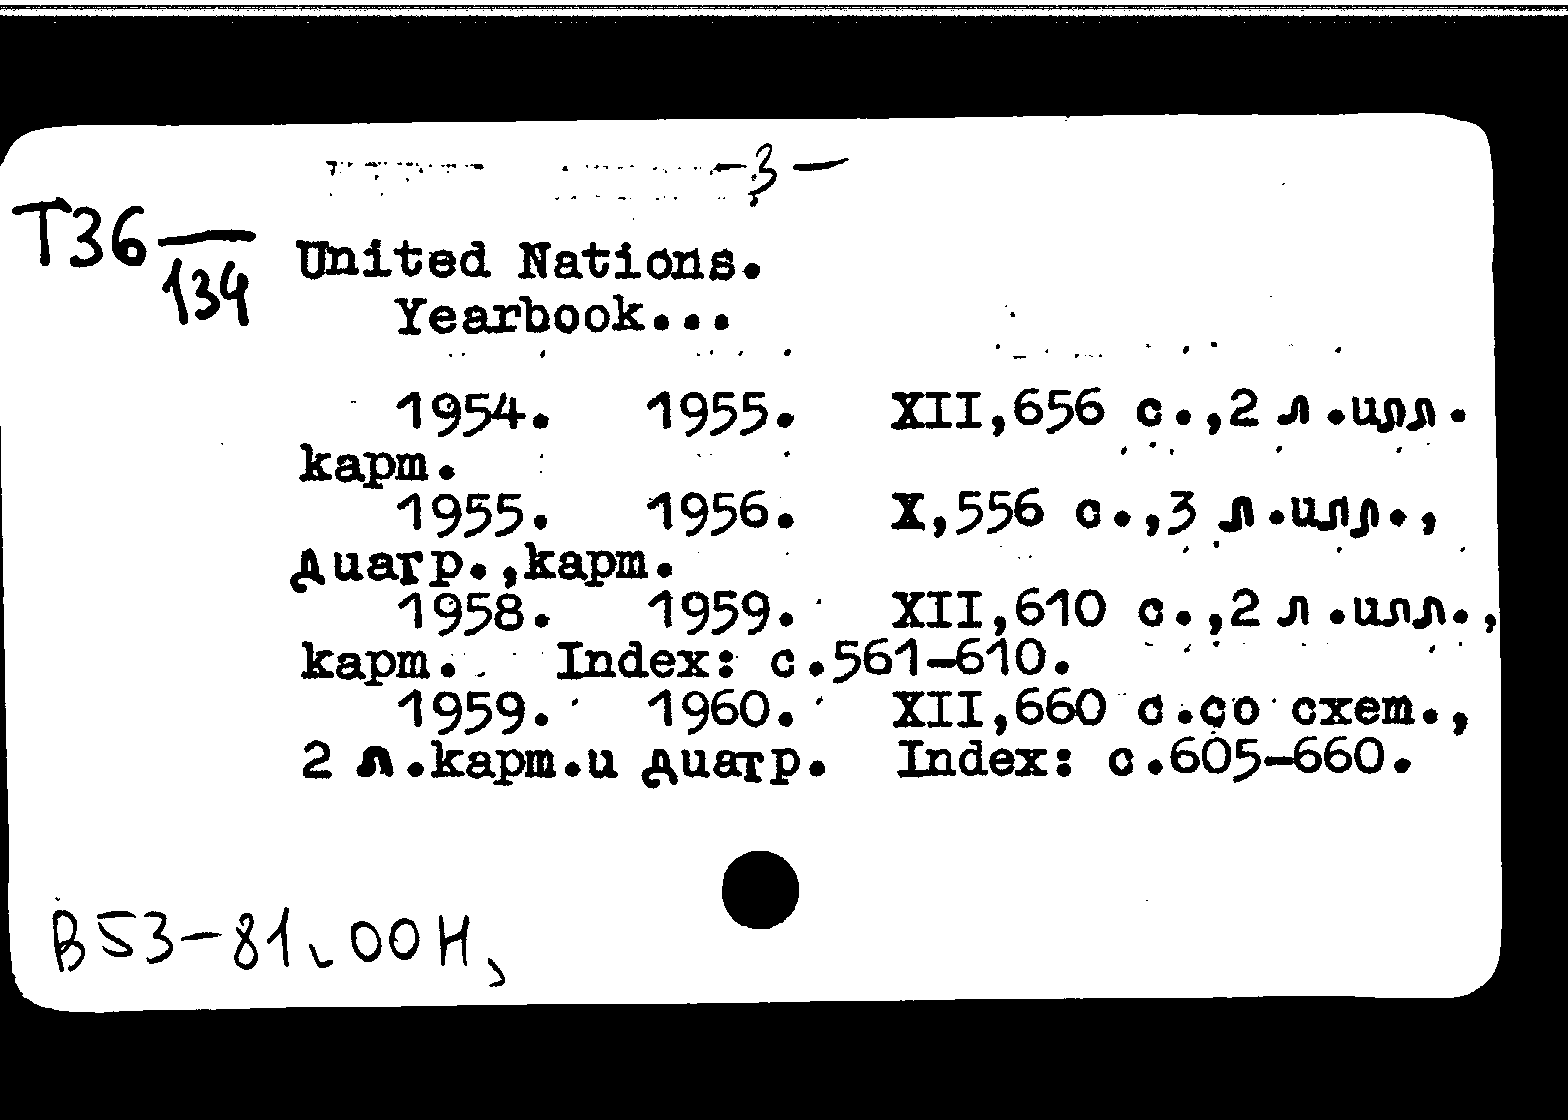 -3-
T36
134
United Nations.
Yearbook...
1954. 1955. XII,656 с.,2 л.илл.
карт.
1955. 1956. X,556 с.,3 л.илл.,
диагр.,карт.
1958. 1959. XII,610 с.,2 л.илл.,
карт. Index: с.561-610.
1959. 1960. XII,660 с.со схем.,
2 л.карт.и диагр. Index: с.605-660.
B53-81, ООН,